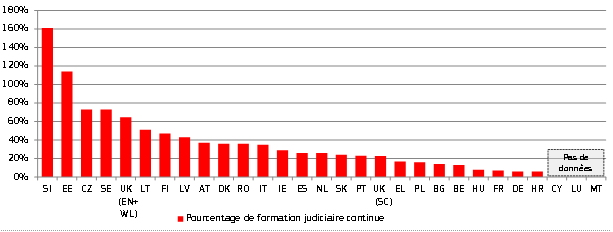 180%
160%
140%
120%
100%
80%
60%
40%
20%
0%
Pas de
données
SI EE CZ SE UK LT FI LV AT DK RO IT IE ES NL SK PT UK EL PL BG BE HU FR DE HR CY LU MT
(EN+ (SC)
WL)
Pourcentage de formation judiciaire continue